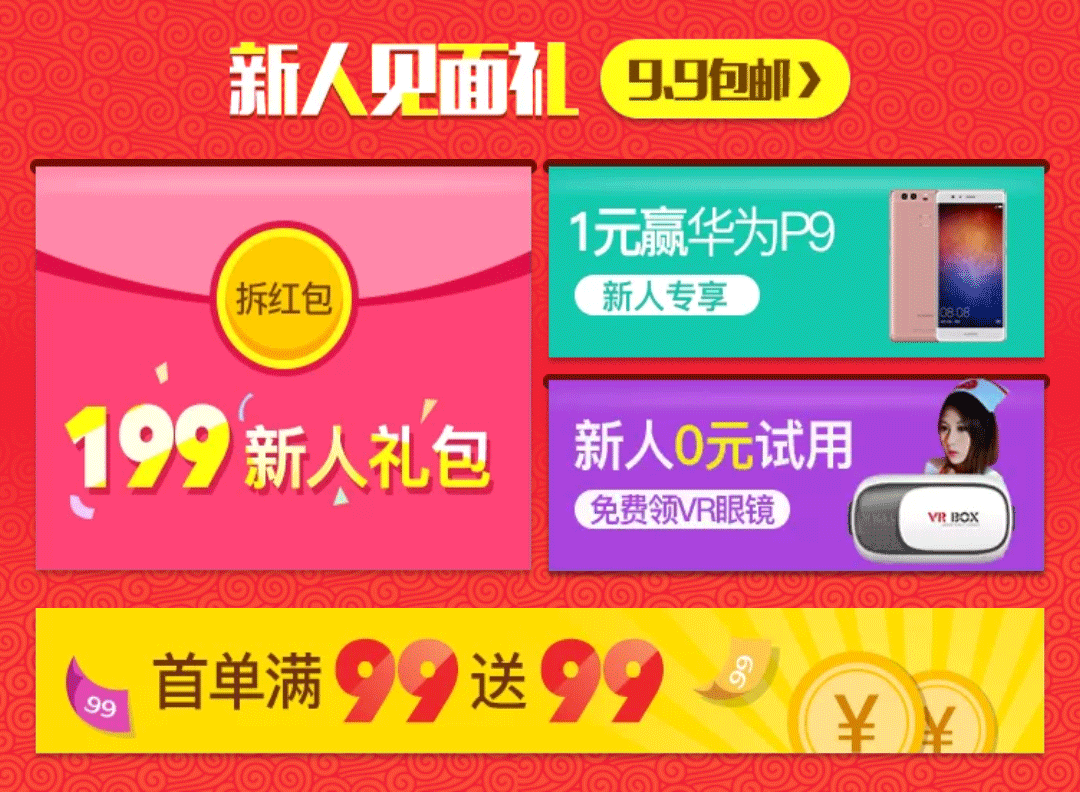 新人见面礼
9.9包邮 ❯
拆红包
199新人礼包
1元赢华为P9
新人专享
08:08
新人0元试用
免费领VR眼镜
VR BOX
首单满99送99
99
99
¥
¥